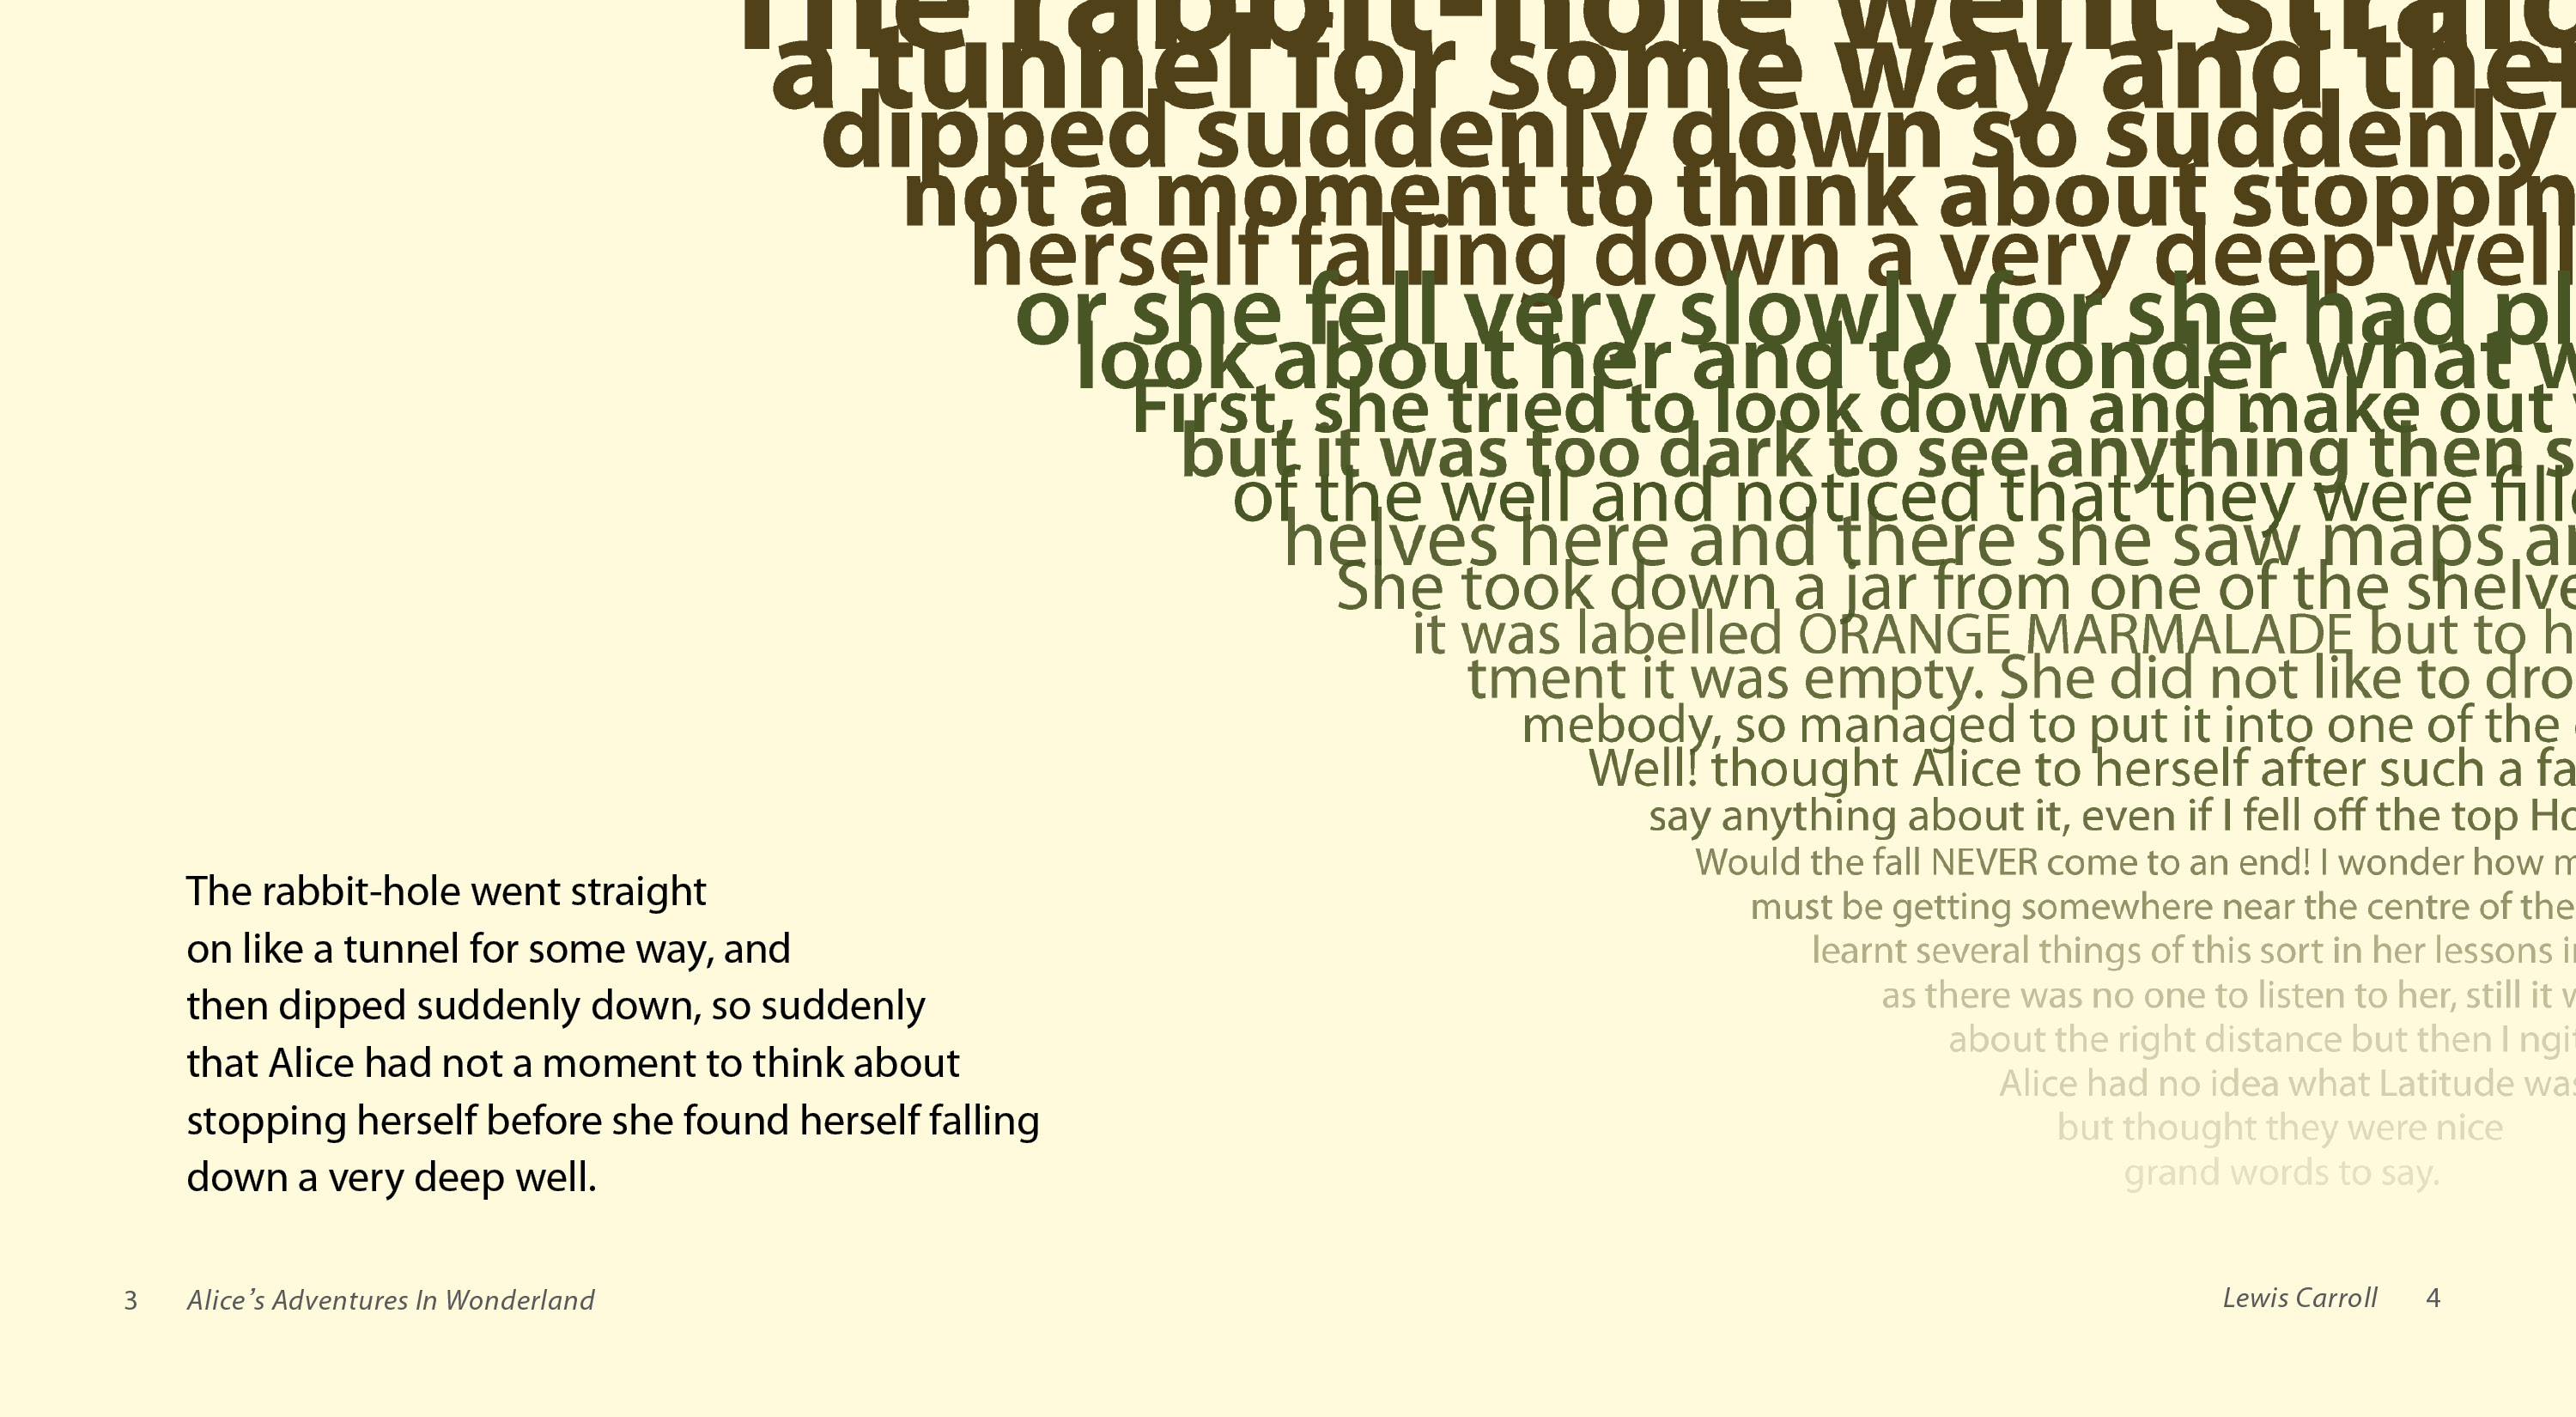 The rabbit-hole went straig
a tunnel for some way and the
dipped suddenly down so suddenly
not a moment to think about stoppin
herself falling down a very deep well
or she fell very slowly for she had pl
look about her and to wonder what w
First, she tried to look down and make out
but it was too dark to see anything then s
of the well and noticed that they were fille
helves here and there she saw maps an
She took down a jar from one of the shelve
it was labelled ORANGE MARMALADE but to h
tment it was empty. She did not like to dro
mebody, so managed to put it into one of the
Well! thought Alice to herself after such a fa
say anything about it, even if I fell off the top Ho
Would the fall NEVER come to an end! I wonder how m
must be getting somewhere near the centre of the
learnt several things of this sort in her lessons in
as there was no one to listen to her, still it w
about the right distance but then I ngit
Alice had no idea what Latitude was
but thought they were nice
grand words to say.
The rabbit-hole went straight
on like a tunnel for some way, and
then dipped suddenly down, so suddenly
that Alice had not a moment to think about
stopping herself before she found herself falling
down a very deep well.
3 Alice's Adventures In Wonderland
Lewis Carroll 4